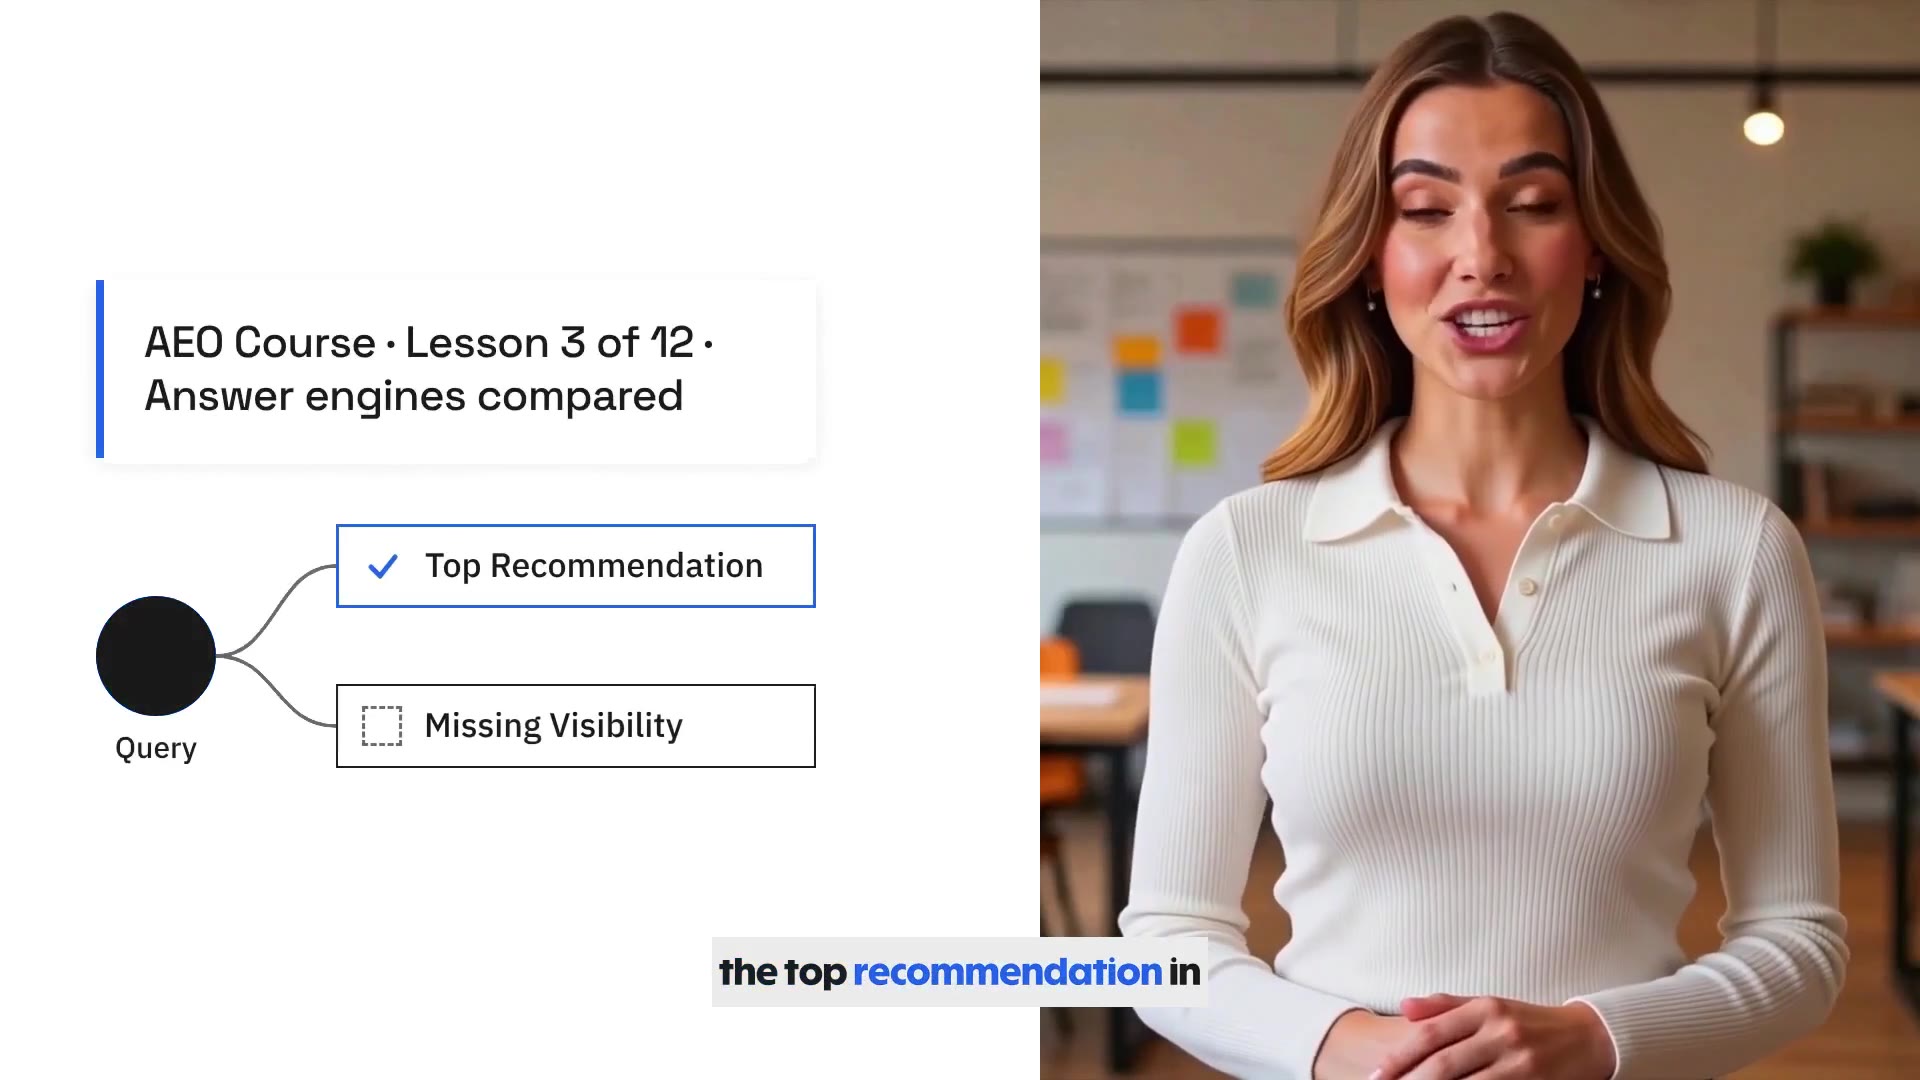 AEO Course · Lesson 3 of 12 ·
Answer engines compared
Top Recommendation
Missing Visibility
Query
the top recommendation in